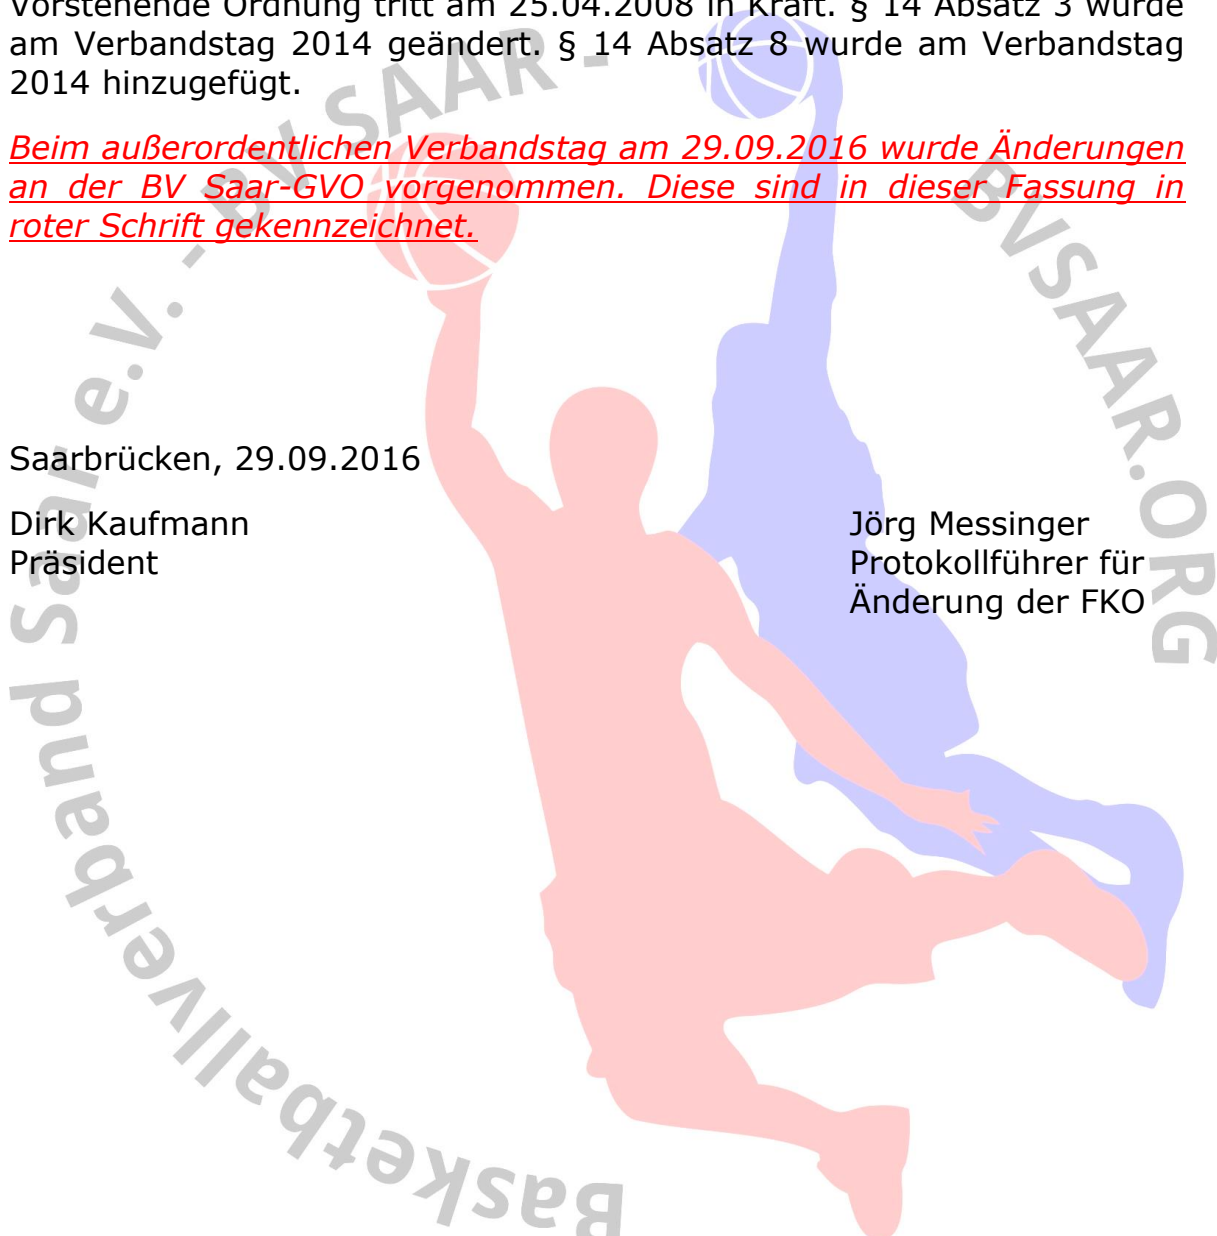 Vorstehende Ordnung tritt am 25.04.2008 in Kraft. § 14 Absatz 3 wurde
am Verbandstag 2014 geändert. § 14 Absatz 8 wurde am Verbandstag
2014 hinzugefügt.
Beim außerordentlichen Verbandstag am 29.09.2016 wurde Änderungen
an der BV Saar-GVO vorgenommen. Diese sind in dieser Fassung in
roter Schrift gekennzeichnet.
Saarbrücken, 29.09.2016
Dirk Kaufmann
Präsident
Jörg Messinger
Protokollführer für
Änderung der FKO
Basketballverband Saar e.V. - BV SAAR - BVSAAR.ORG